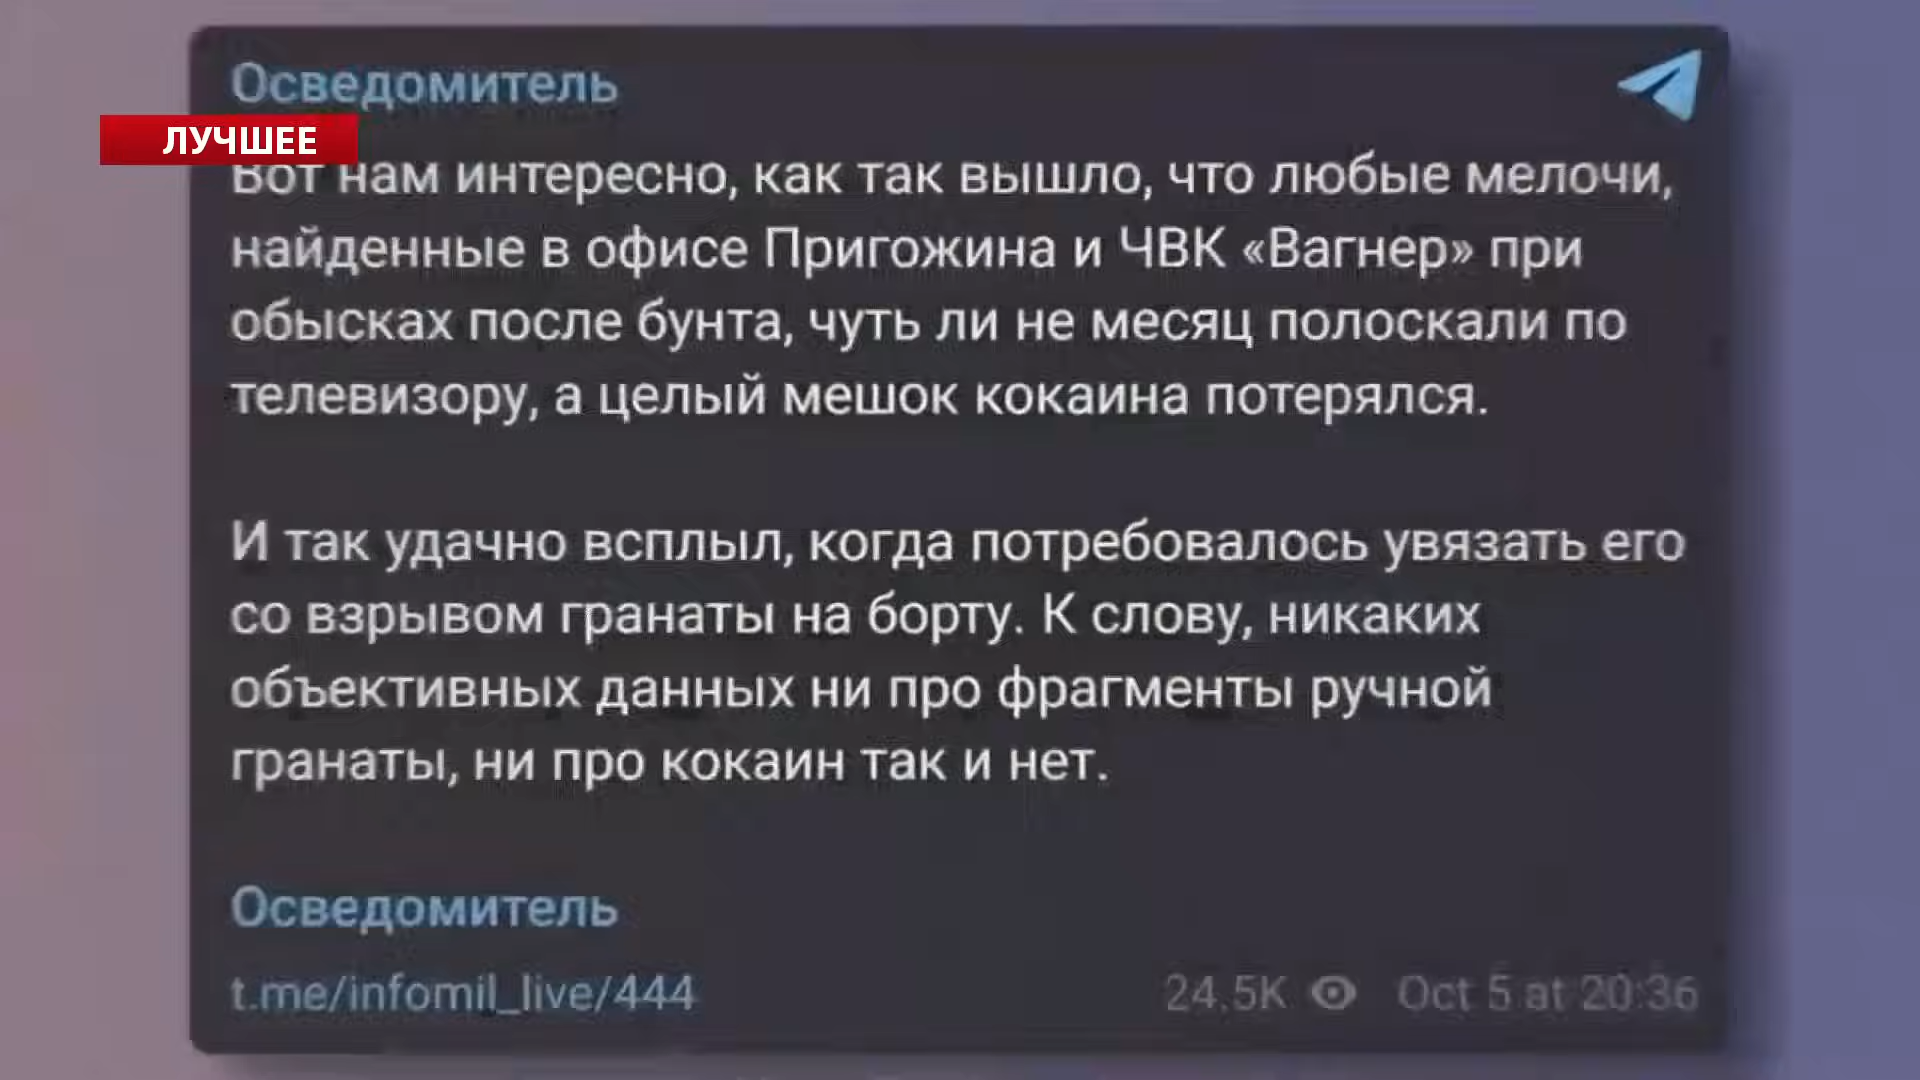 Осведомитель
ЛУЧШЕЕ
Вот нам интересно, как так вышло, что любые мелочи,
найденные в офисе Пригожина и ЧВК «Вагнер» при
обысках после бунта, чуть ли не месяц полоскали по
телевизору, а целый мешок кокаина потерялся.
И так удачно всплыл, когда потребовалось увязать его
со взрывом гранаты на борту. К слову, никаких
объективных данных ни про фрагменты ручной
гранаты, ни про кокаин так и нет.
Осведомитель
t.me/infomil_live/444
24.5K Oct 5 at 20:36